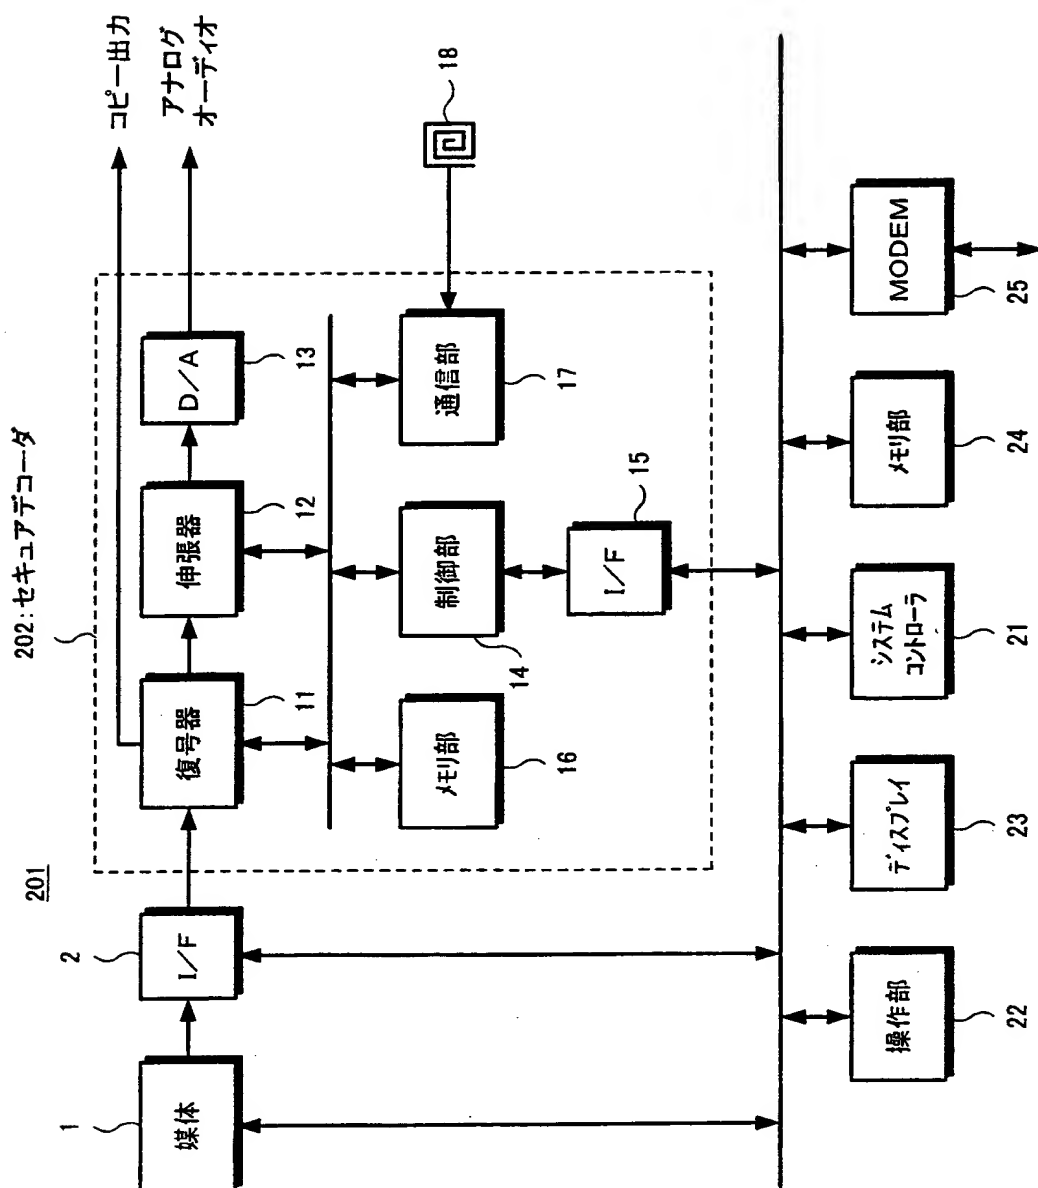 201
202:セキュアデコーダ
コピー出力
アナログ
オーディオ
1
媒体
2
I/F
復号器
11
伸張器
12
D/A
13
メモリ部
16
制御部
14
通信部
17
18
I/F
15
操作部
22
ディスプレイ
23
システム
コントローラ
21
メモリ部
24
MODEM
25